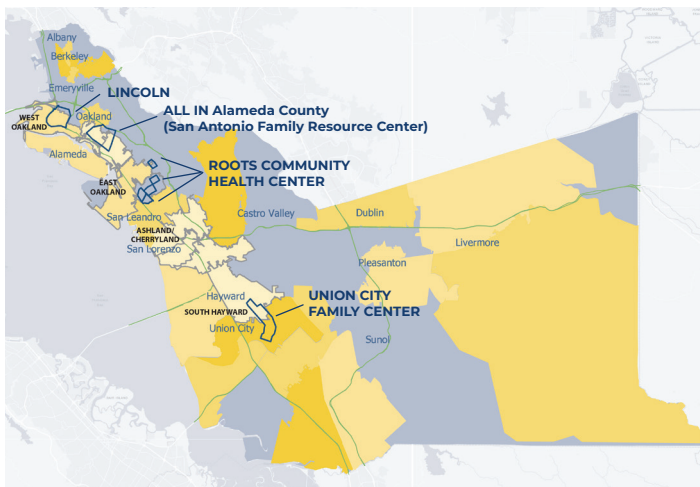 Albany
Berkeley
Emeryville
LINCOLN
WEST
OAKLAND
Oakland
ALL IN Alameda County
(San Antonio Family Resource Center)
Alameda
ROOTS COMMUNITY
HEALTH CENTER
EAST
OAKLAND
San Leandro
Castro Valley
Dublin
ASHLAND/
CHERRYLAND
San Lorenzo
Livermore
Pleasanton
Hayward
UNION CITY
FAMILY CENTER
SOUTH HAYWARD
Union City
Sunol